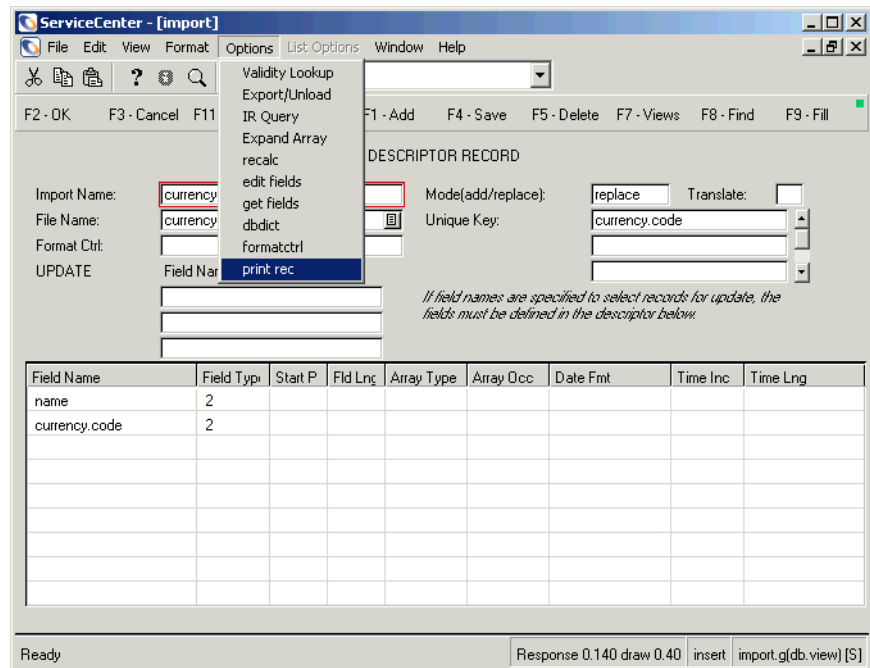 ServiceCenter - [import]
File Edit View Format Options List Options Window Help
Validity Lookup
Export/Unload
IR Query
Expand Array
recalc
edit fields
get fields
dbdict
formatctrl
print rec
F2 - OK F3 - Cancel F11 F1 - Add F4 - Save F5 - Delete F7 - Views F8 - Find F9 - Fill
DESCRIPTOR RECORD
Import Name: currency Mode(add/replace): replace Translate:
File Name: currency Unique Key: currency.code
Format Ctrl:
UPDATE Field Nar
If field names are specified to select records for update, the
fields must be defined in the descriptor below.
Field Name Field Typ Start P Fld Lng Array Type Array Occ Date Fmt Time Inc Time Lng
name 2
currency.code 2
Ready Response 0.140 draw 0.40 insert import.g(db.view) [S]